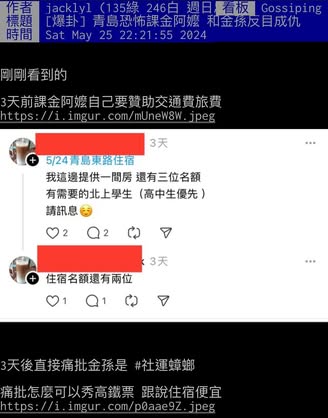 作者 jacklyl (135綠 246白 週日 看板 Gossiping
標題 [爆卦] 青島恐怖課金阿嬤 和金孫反目成仇
時間 Sat May 25 22:21:55 2024
剛剛看到的
3天前課金阿嬤自己要贊助交通費旅費
https://i.imgur.com/mUneW8W.jpeg
3天
5/24青島東路住宿
我這邊提供一間房 還有三位名額
有需要的北上學生（高中生優先 ）
請訊息😌
2 2
3天
住宿名額還有兩位
1 1
3天後直接痛批金孫是 #社運蟑螂
痛批怎麼可以秀高鐵票 跟說住宿便宜
https://i.imgur.com/p0aae9Z.jpeg